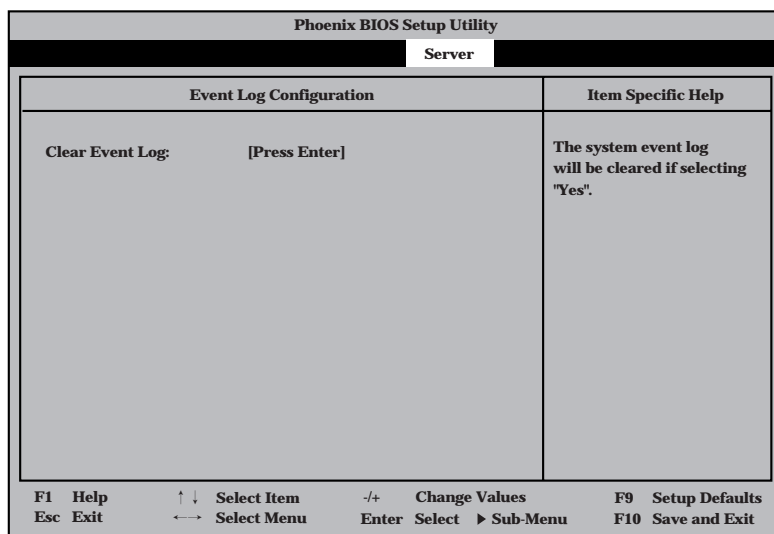 Phoenix BIOS Setup Utility
Server
Event Log Configuration
Item Specific Help
Clear Event Log: [Press Enter]
The system event log
will be cleared if selecting
"Yes".
F1 Help ↑ ↓ Select Item -/+ Change Values F9 Setup Defaults
Esc Exit ←→ Select Menu Enter Select ▶ Sub-Menu F10 Save and Exit